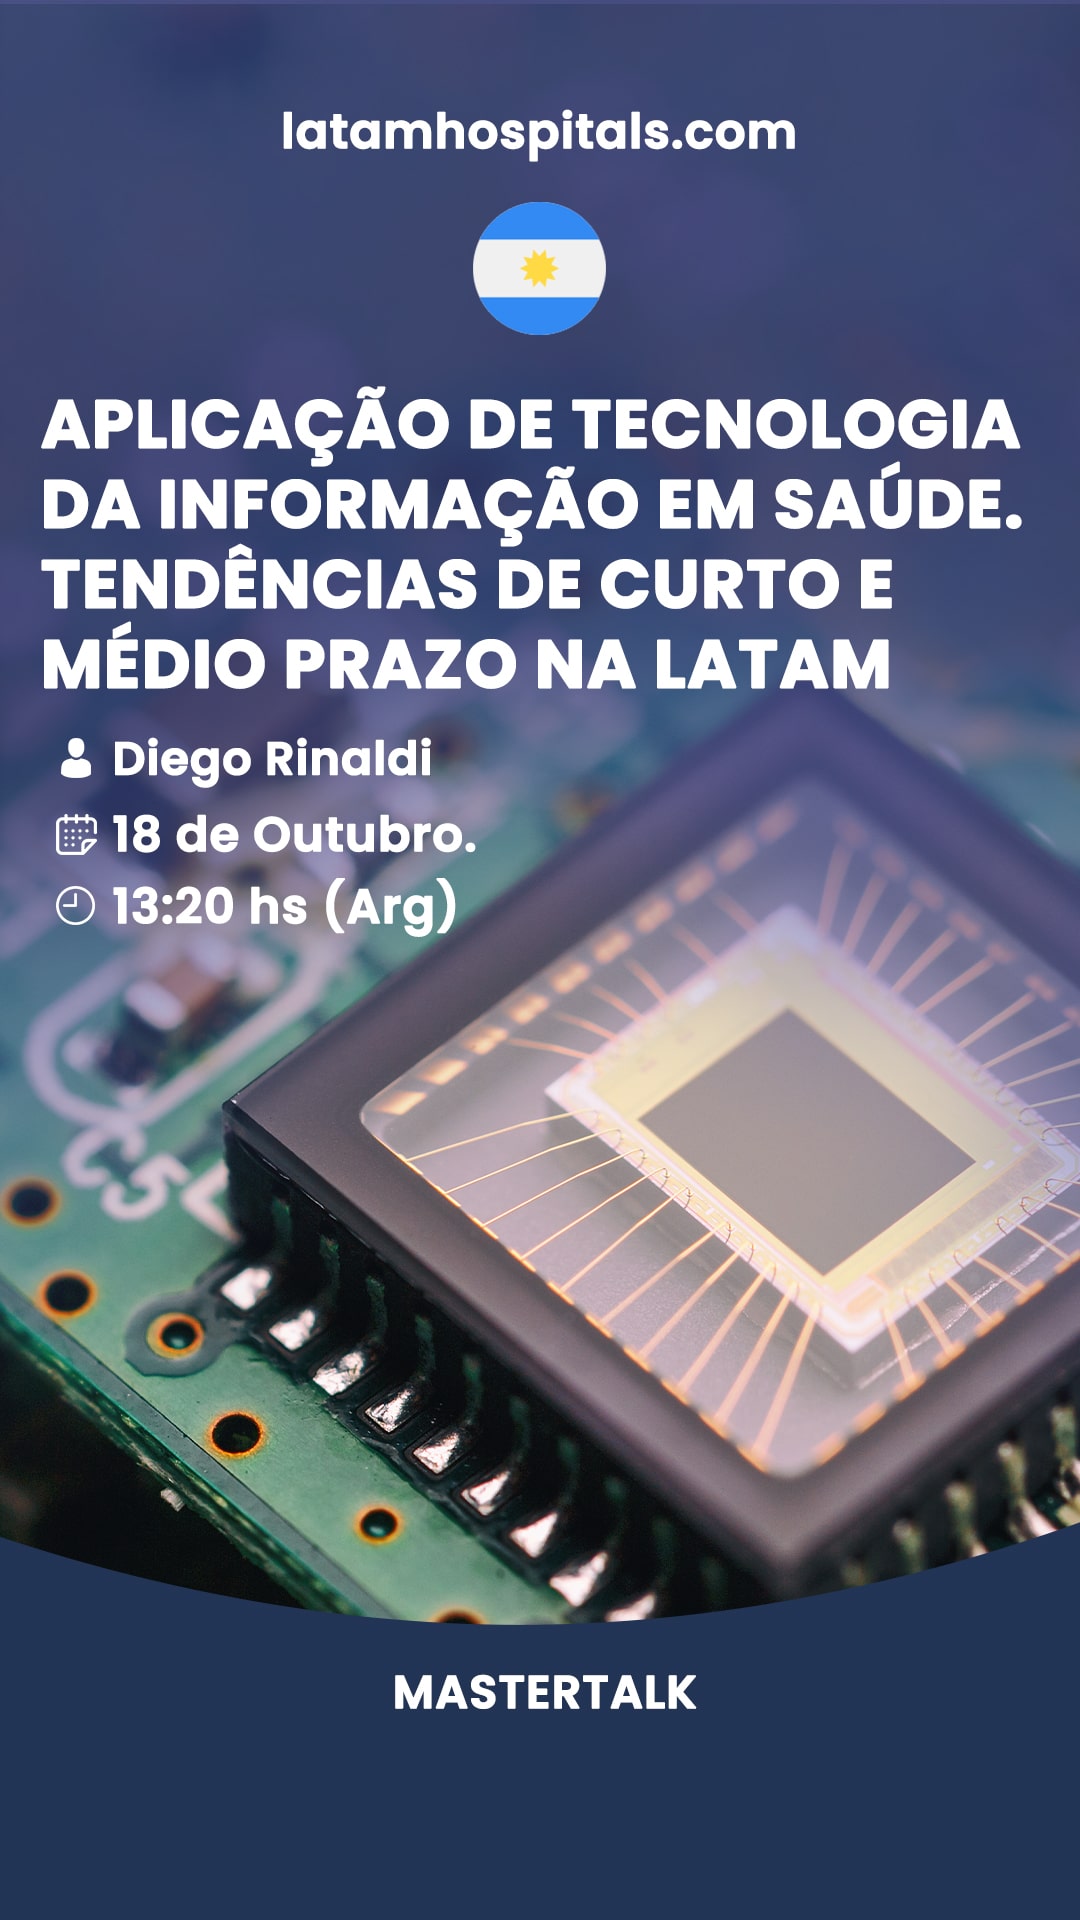 latamhospitals.com
APLICAÇÃO DE TECNOLOGIA
DA INFORMAÇÃO EM SAÚDE.
TENDÊNCIAS DE CURTO E
MÉDIO PRAZO NA LATAM
Diego Rinaldi
18 de Outubro.
13:20 hs (Arg)
C5
MASTERTALK